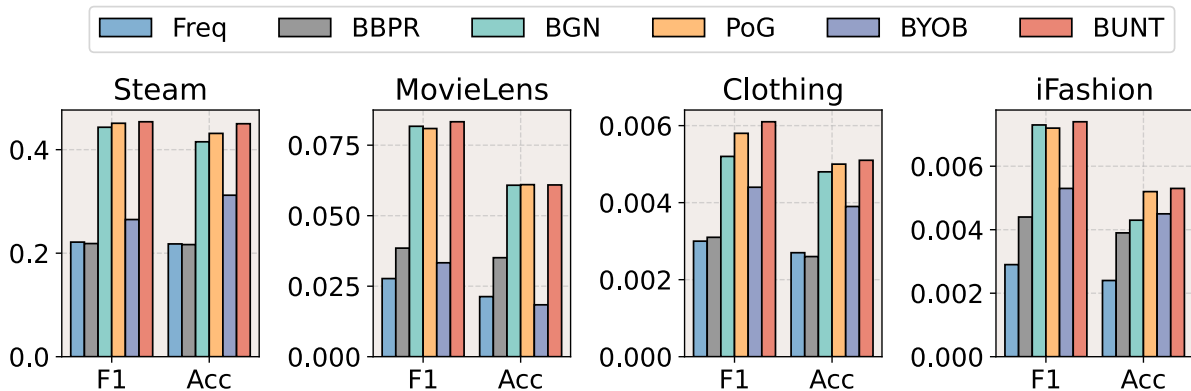 Freq BBPR BGN PoG BYOB BUNT
Steam MovieLens Clothing iFashion
0.4
0.2
0.0
F1 Acc
0.075
0.050
0.025
0.000
F1 Acc
0.006
0.004
0.002
0.000
F1 Acc
0.006
0.004
0.002
0.000
F1 Acc